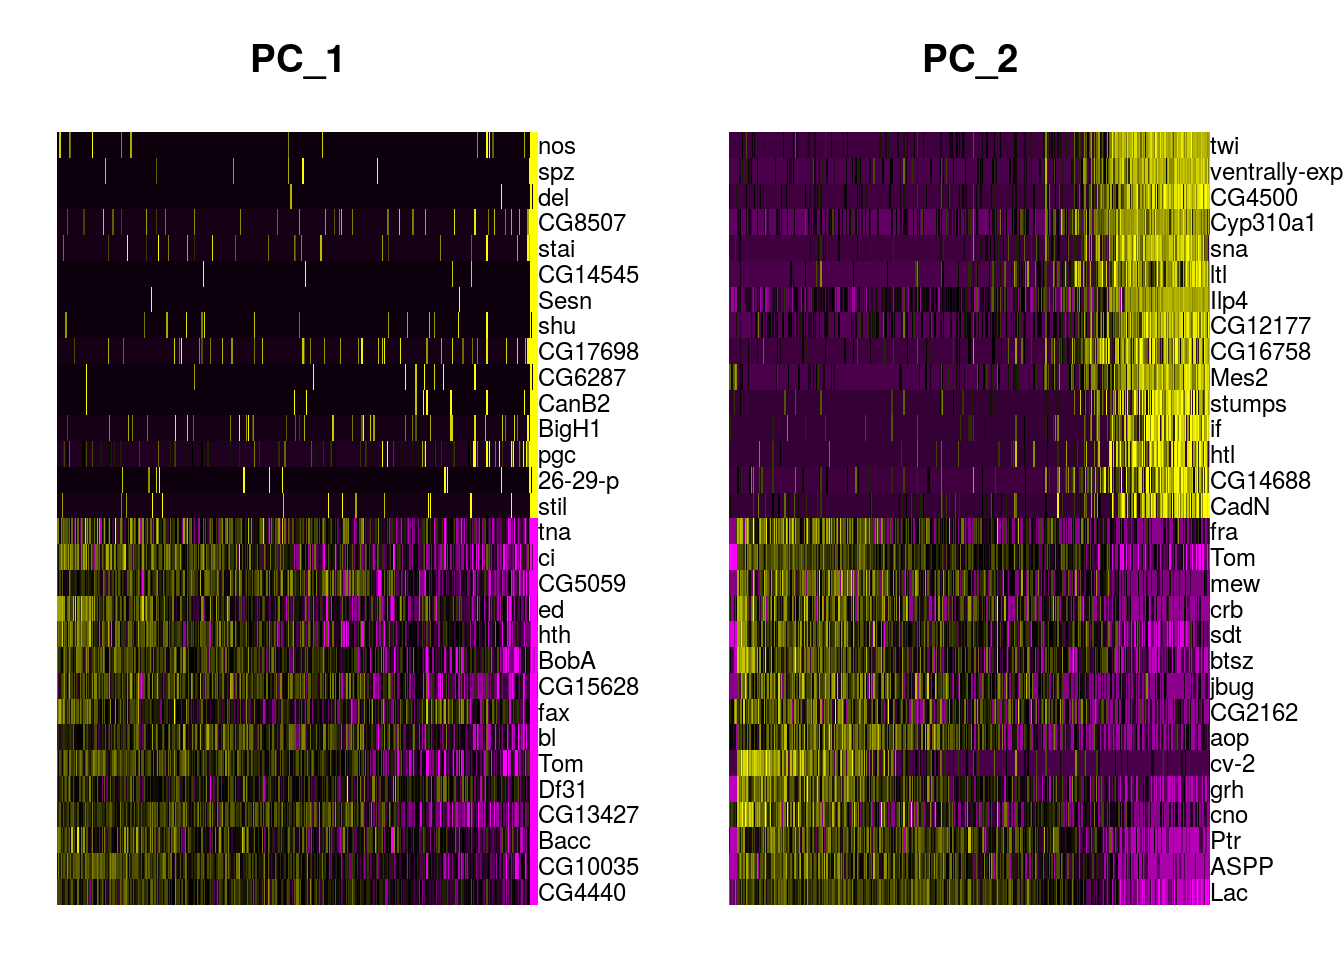 PC_1
nos
spz
del
CG8507
stai
CG14545
Sesn
shu
CG17698
CG6287
CanB2
BigH1
pgc
26-29-p
stil
tna
ci
CG5059
ed
hth
BobA
CG15628
fax
bl
Tom
Df31
CG13427
Bacc
CG10035
CG4440
PC_2
twi
ventrally-exp
CG4500
Cyp310a1
sna
ltl
Ilp4
CG12177
CG16758
Mes2
stumps
if
htl
CG14688
CadN
fra
Tom
mew
crb
sdt
btsz
jbug
CG2162
aop
cv-2
grh
cno
Ptr
ASPP
Lac